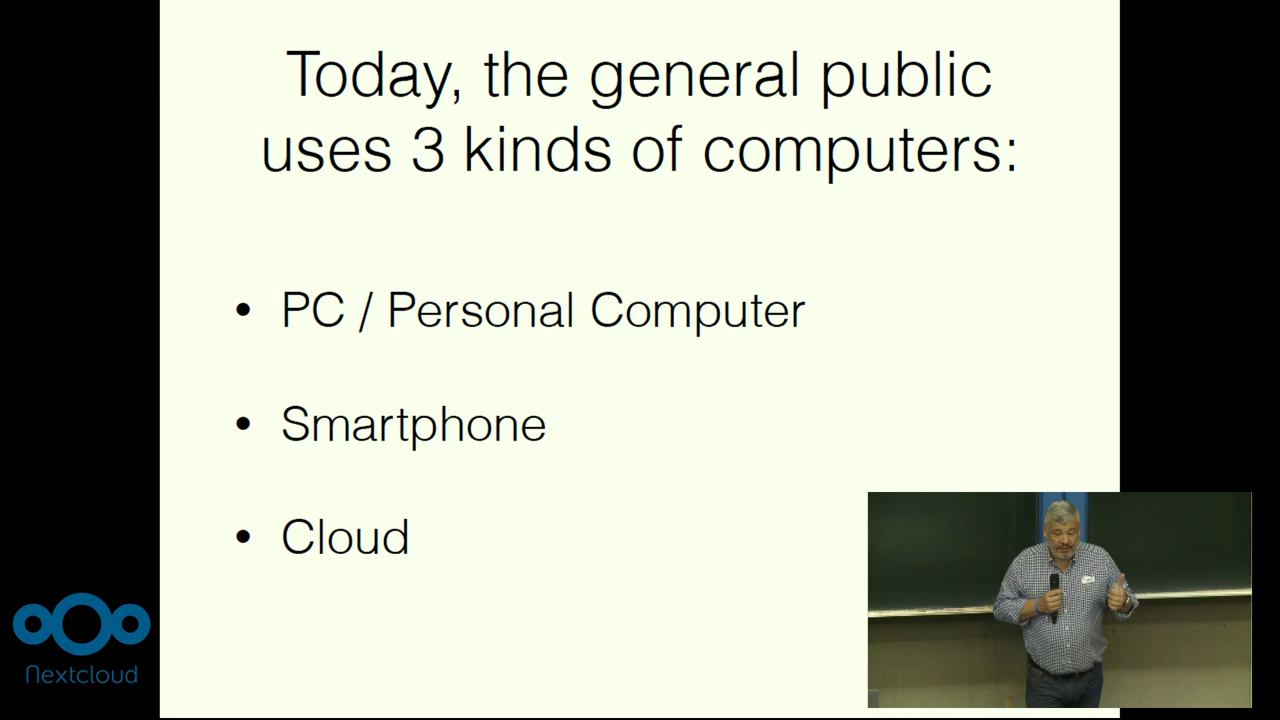 Today, the general public
uses 3 kinds of computers:
• PC / Personal Computer
• Smartphone
• Cloud
Nextcloud